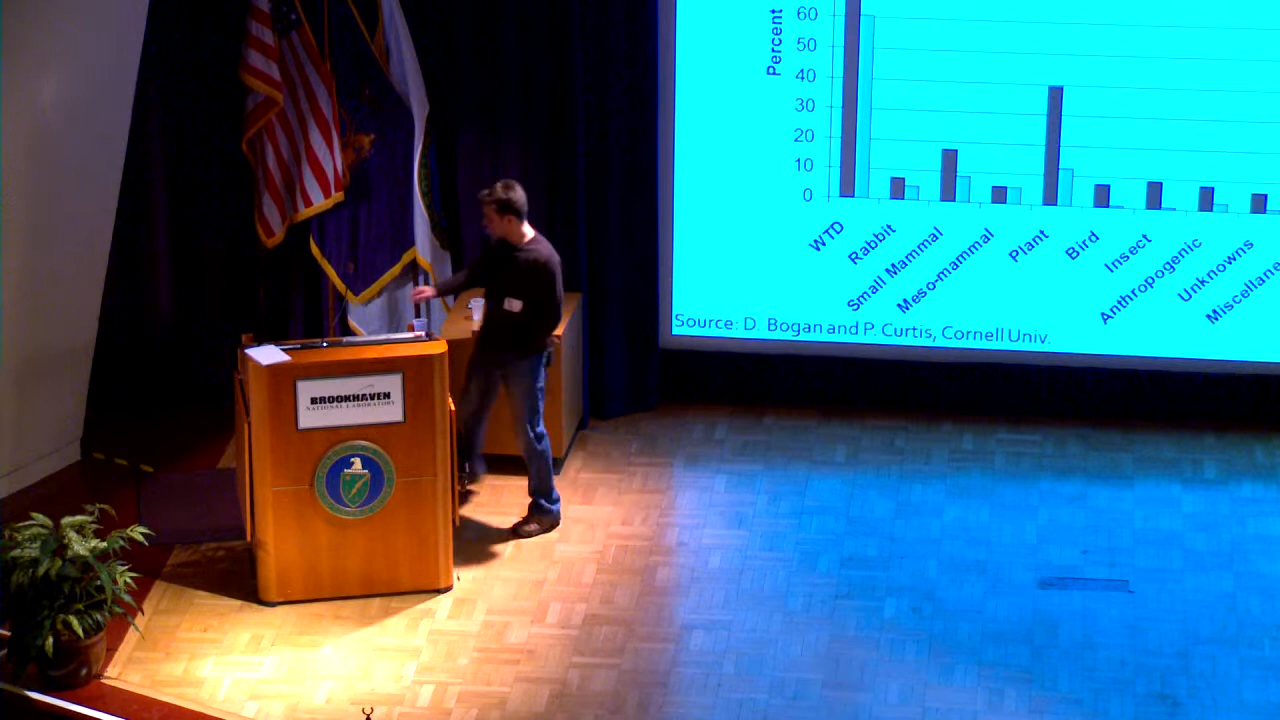 Percent
60
50
40
30
20
10
0
WTD
Rabbit
Small Mammal
Meso-mammal
Plant
Bird
Insect
Anthropogenic
Unknowns
Miscellane
Source: D. Bogan and P. Curtis, Cornell Univ.
BROOKHAVEN
NATIONAL LABORATORY